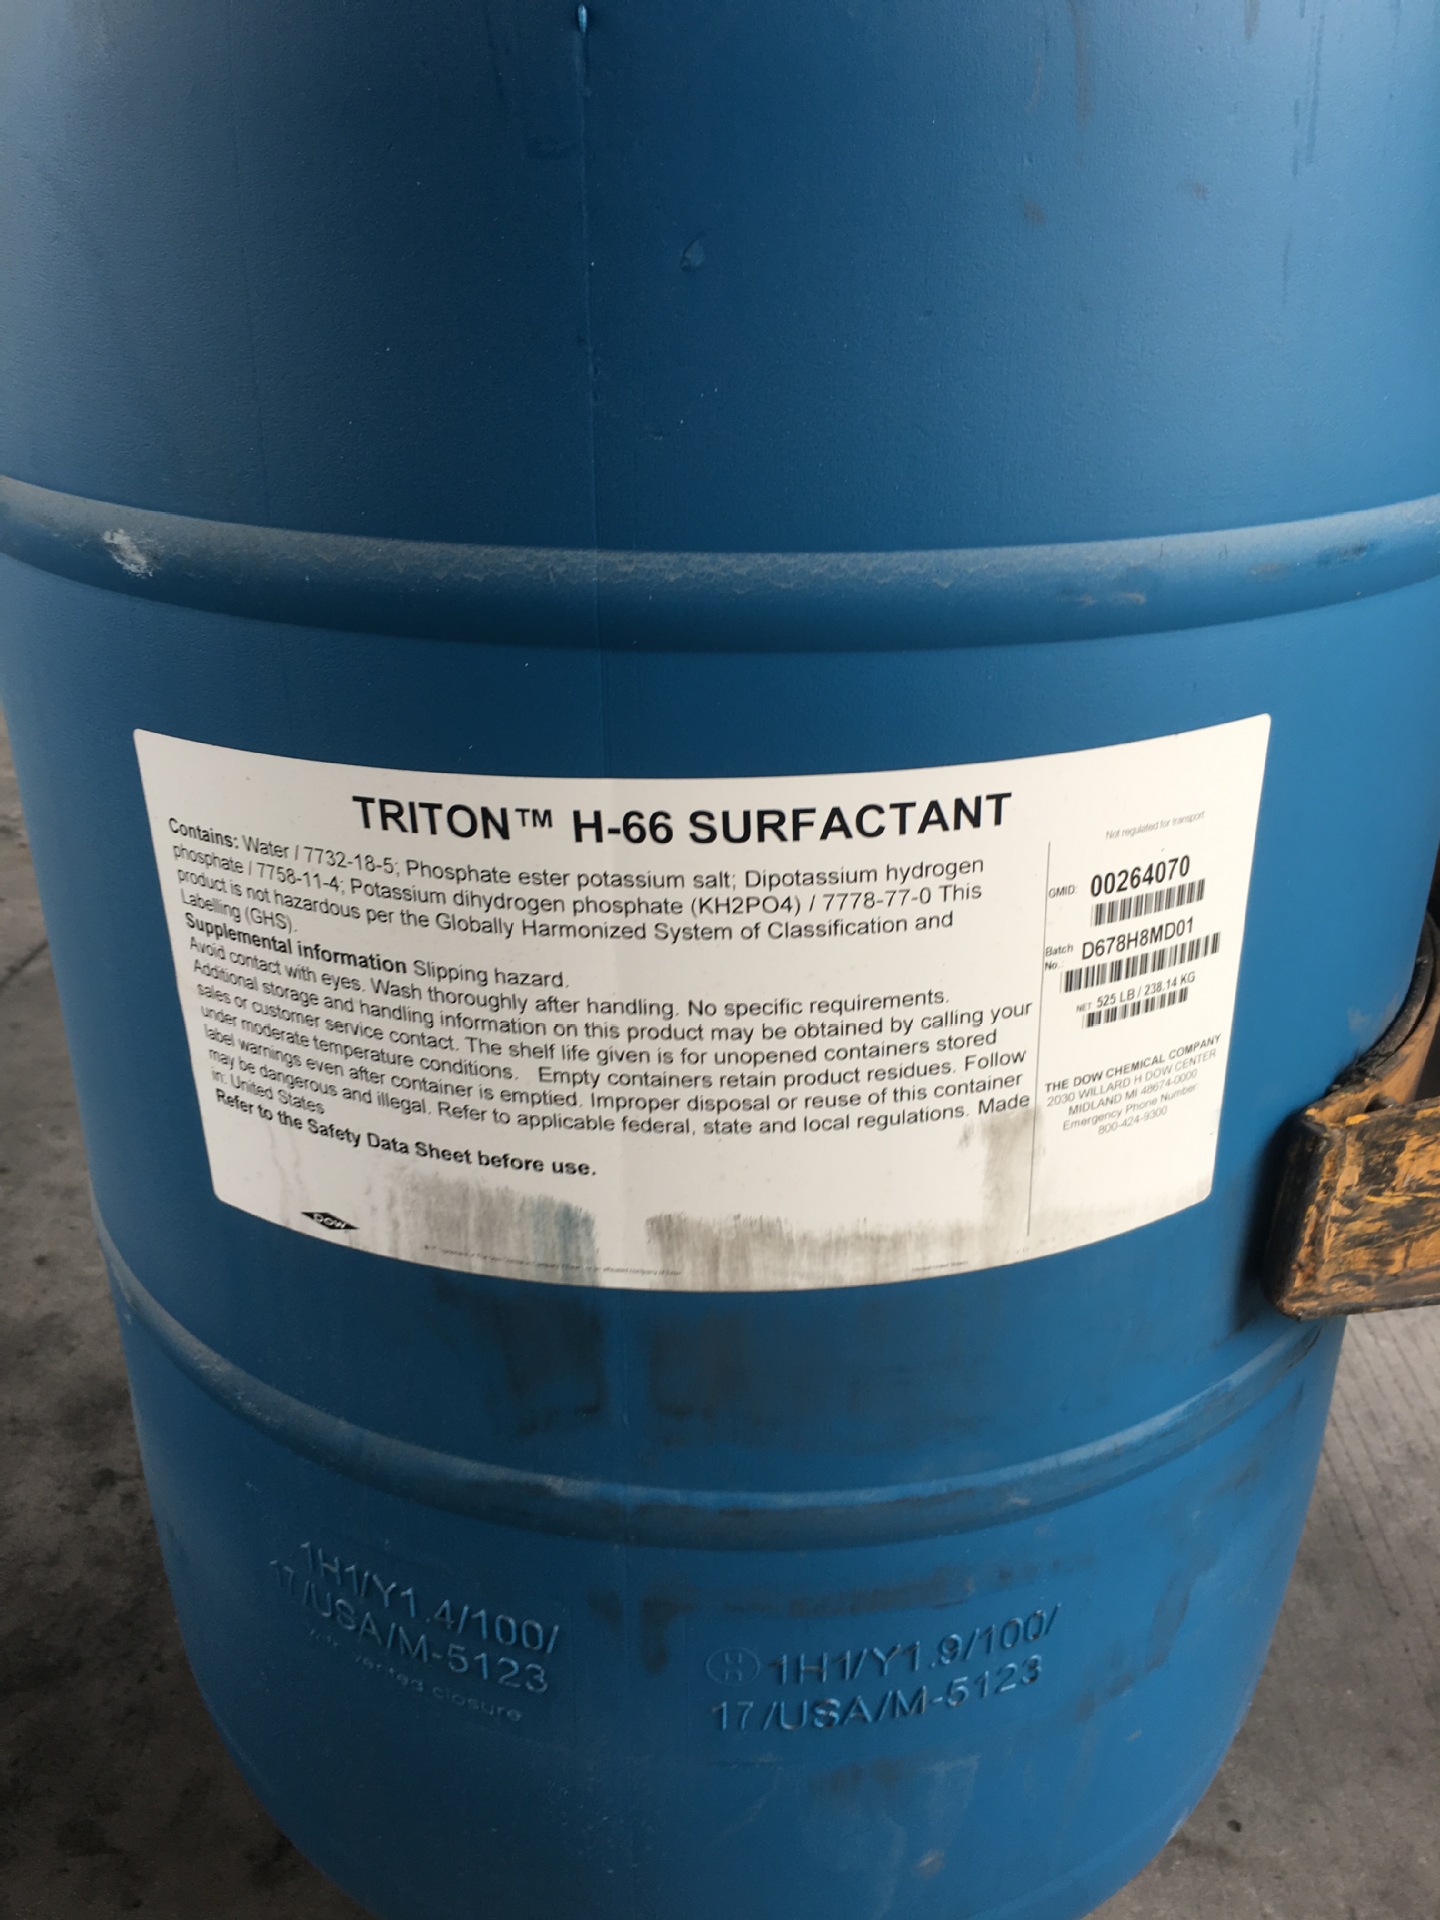 TRITON™ H-66 SURFACTANT
Contains: Water / 7732-18-5; Phosphate ester potassium salt; Dipotassium hydrogen
phosphate / 7758-11-4; Potassium dihydrogen phosphate (KH2PO4) / 7778-77-0 This
product is not hazardous per the Globally Harmonized System of Classification and
Labelling (GHS).
Supplemental information Slipping hazard.
Avoid contact with eyes. Wash thoroughly after handling. No specific requirements.
Additional storage and handling information on this product may be obtained by calling your
sales or customer service contact. The shelf life given is for unopened containers stored
under moderate temperature conditions. Empty containers retain product residues. Follow
label warnings even after container is emptied. Improper disposal or reuse of this container
may be dangerous and illegal. Refer to applicable federal, state and local regulations. Made
in: United States
Refer to the Safety Data Sheet before use.
DOW
Not regulated for transport
GMID: 00264070
Batch No.: D678H8MD01
NET 525 LB / 238.14 KG
THE DOW CHEMICAL COMPANY
2030 WILLARD H DOW CENTER
MIDLAND MI 48674-0000
Emergency Phone Number
800-424-9300
1H1/Y1.4/100/
17/USA/M-5123
vented closure
H 1H1/Y1.9/100/
17/USA/M-5123